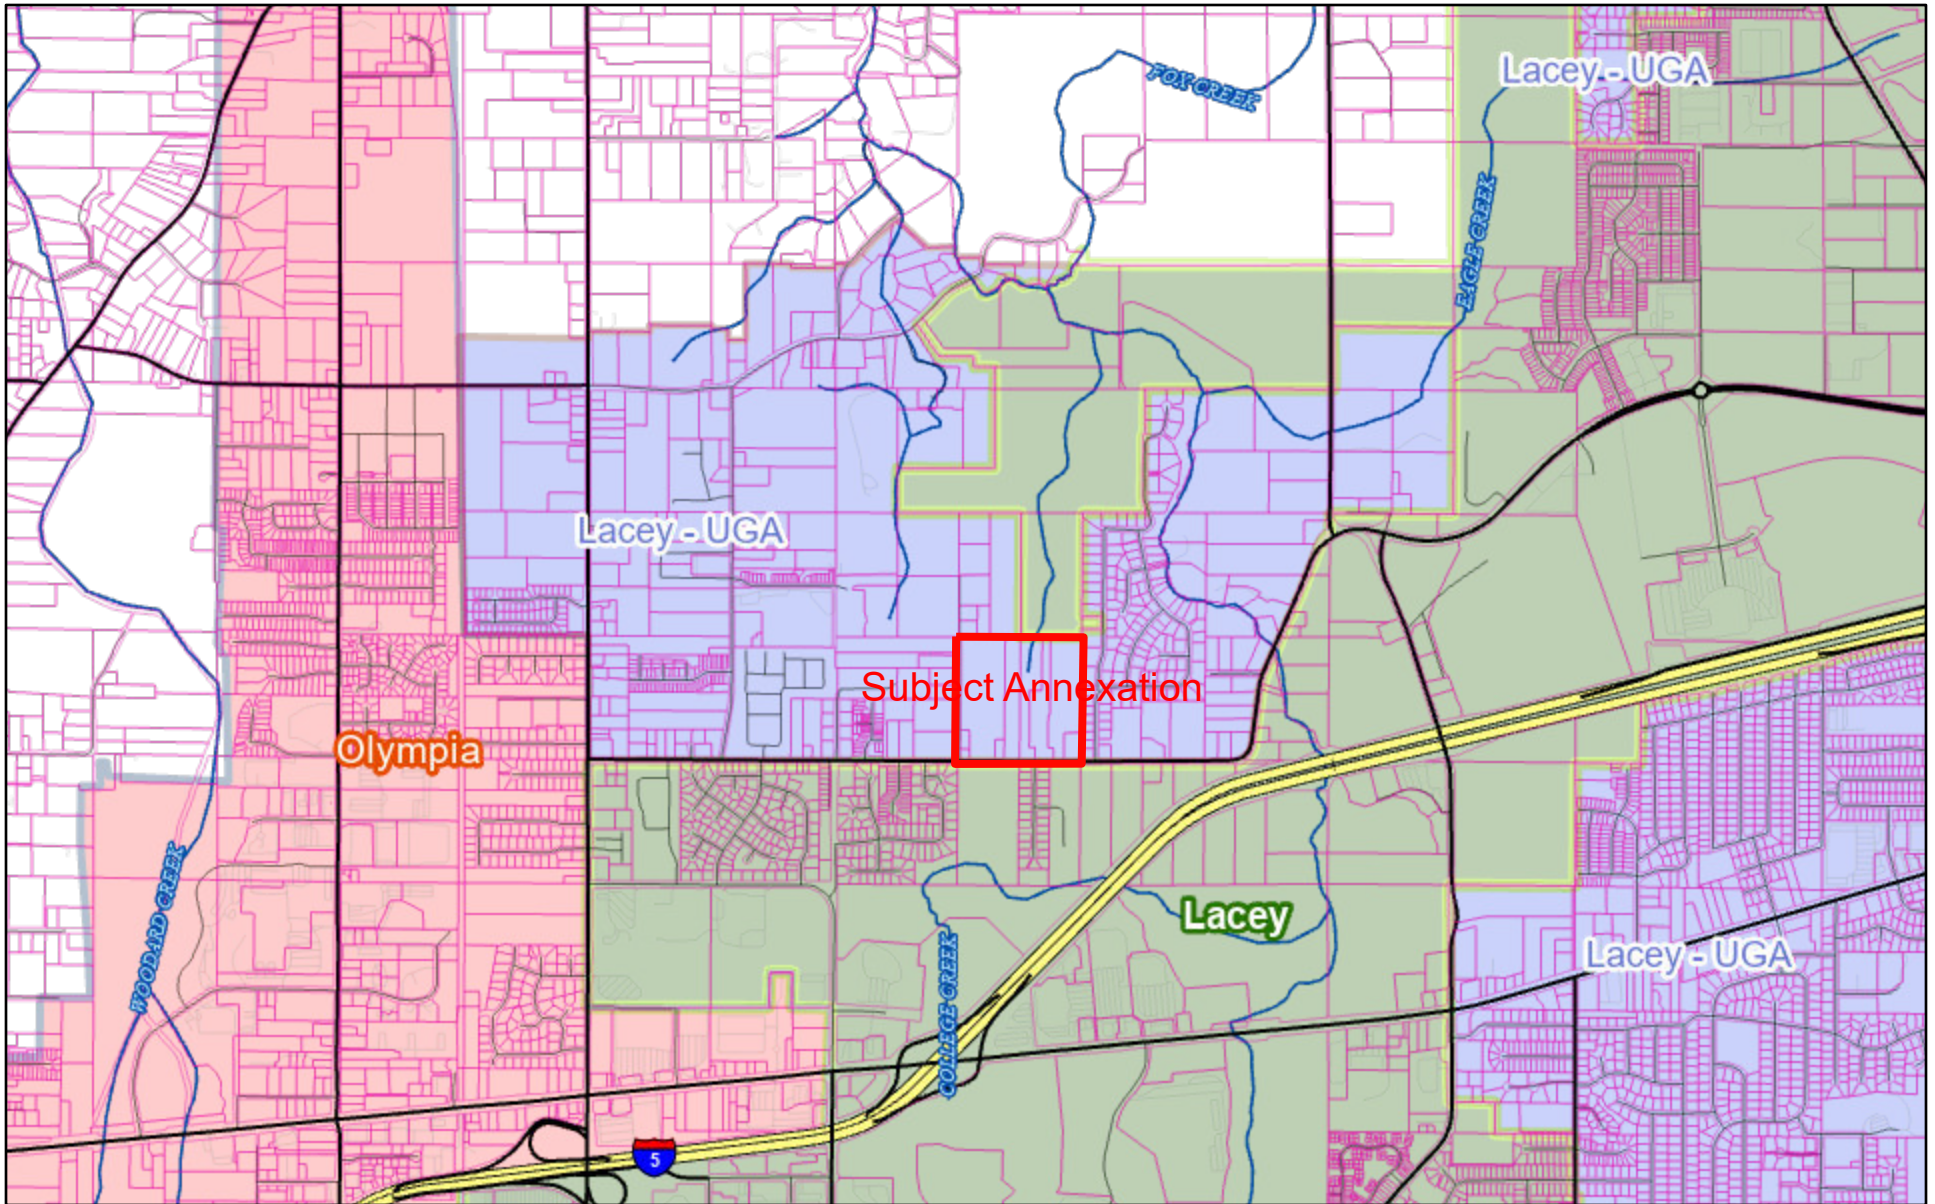 Lacey - UGA
FOX CREEK
EAGLE CREEK
Lacey - UGA
Subject Annexation
Olympia
WOODARD CREEK
Lacey
COLLEGE CREEK
Lacey - UGA
5